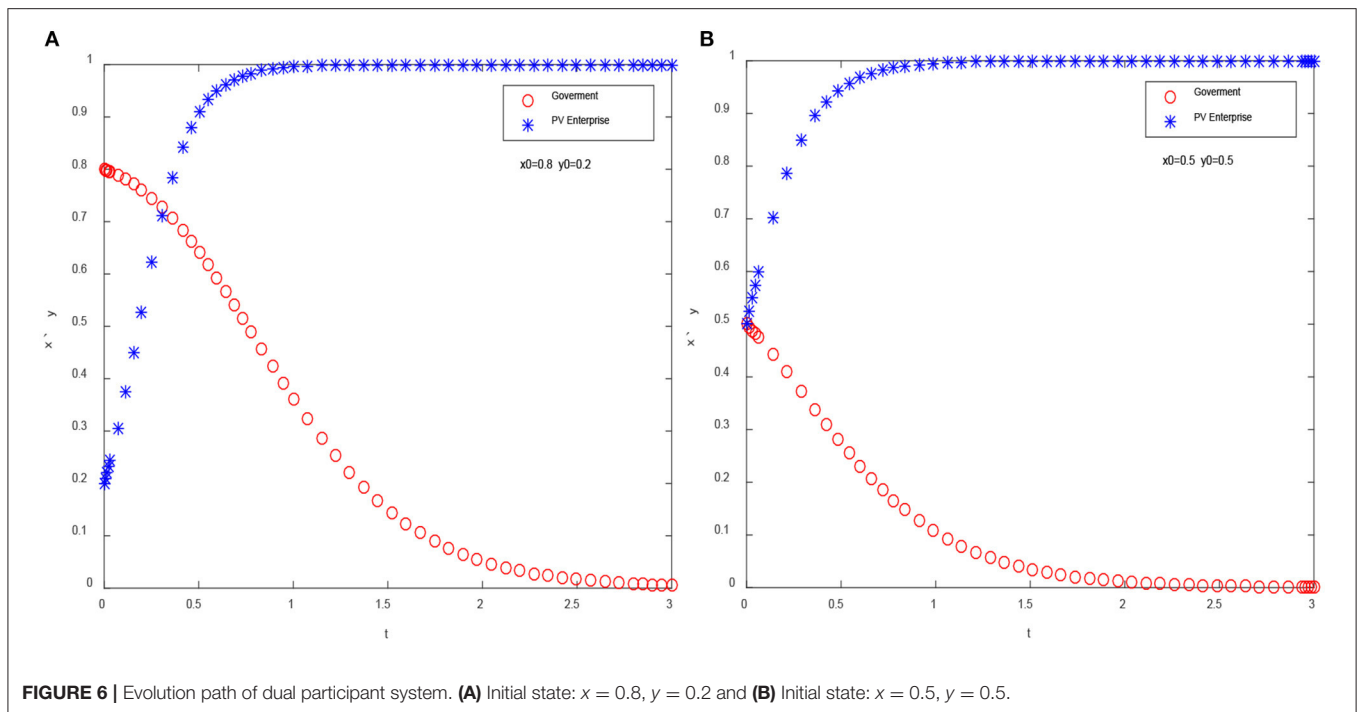 A
1
0.9
0.8
0.7
0.6
0.5
0.4
0.3
0.2
0.1
0
x` y
0
0.5
1
1.5
2
2.5
3
t
Goverment
PV Enterprise
x0=0.8 y0=0.2
B
1
0.9
0.8
0.7
0.6
0.5
0.4
0.3
0.2
0.1
0
x` y
0
0.5
1
1.5
2
2.5
3
t
Goverment
PV Enterprise
x0=0.5 y0=0.5
FIGURE 6 | Evolution path of dual participant system. (A) Initial state: x = 0.8, y = 0.2 and (B) Initial state: x = 0.5, y = 0.5.